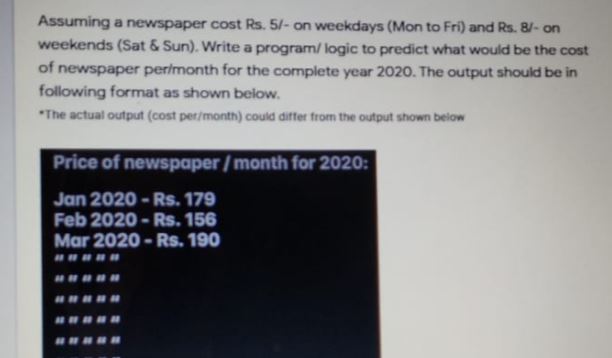 Assuming a newspaper cost Rs. 5/- on weekdays (Mon to Fri) and Rs. 8/- on
weekends (Sat & Sun). Write a program/ logic to predict what would be the cost
of newspaper per/month for the complete year 2020. The output should be in
following format as shown below.
*The actual output (cost per/month) could differ from the output shown below
Price of newspaper / month for 2020:
Jan 2020 - Rs. 179
Feb 2020 - Rs. 156
Mar 2020 - Rs. 190
" " " " "
" " " " "
" " " " "
" " " " "
" " " " "